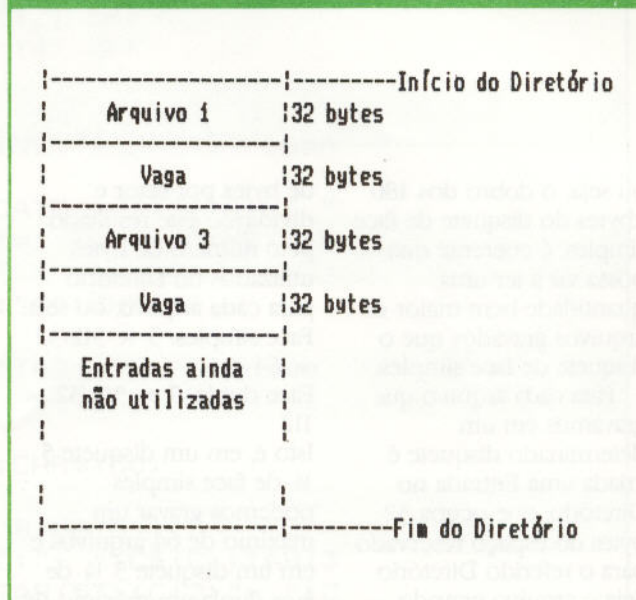 Início do Diretório
Arquivo 1 32 bytes
Vaga 32 bytes
Arquivo 3 32 bytes
Vaga 32 bytes
Entradas ainda
não utilizadas
Fim do Diretório